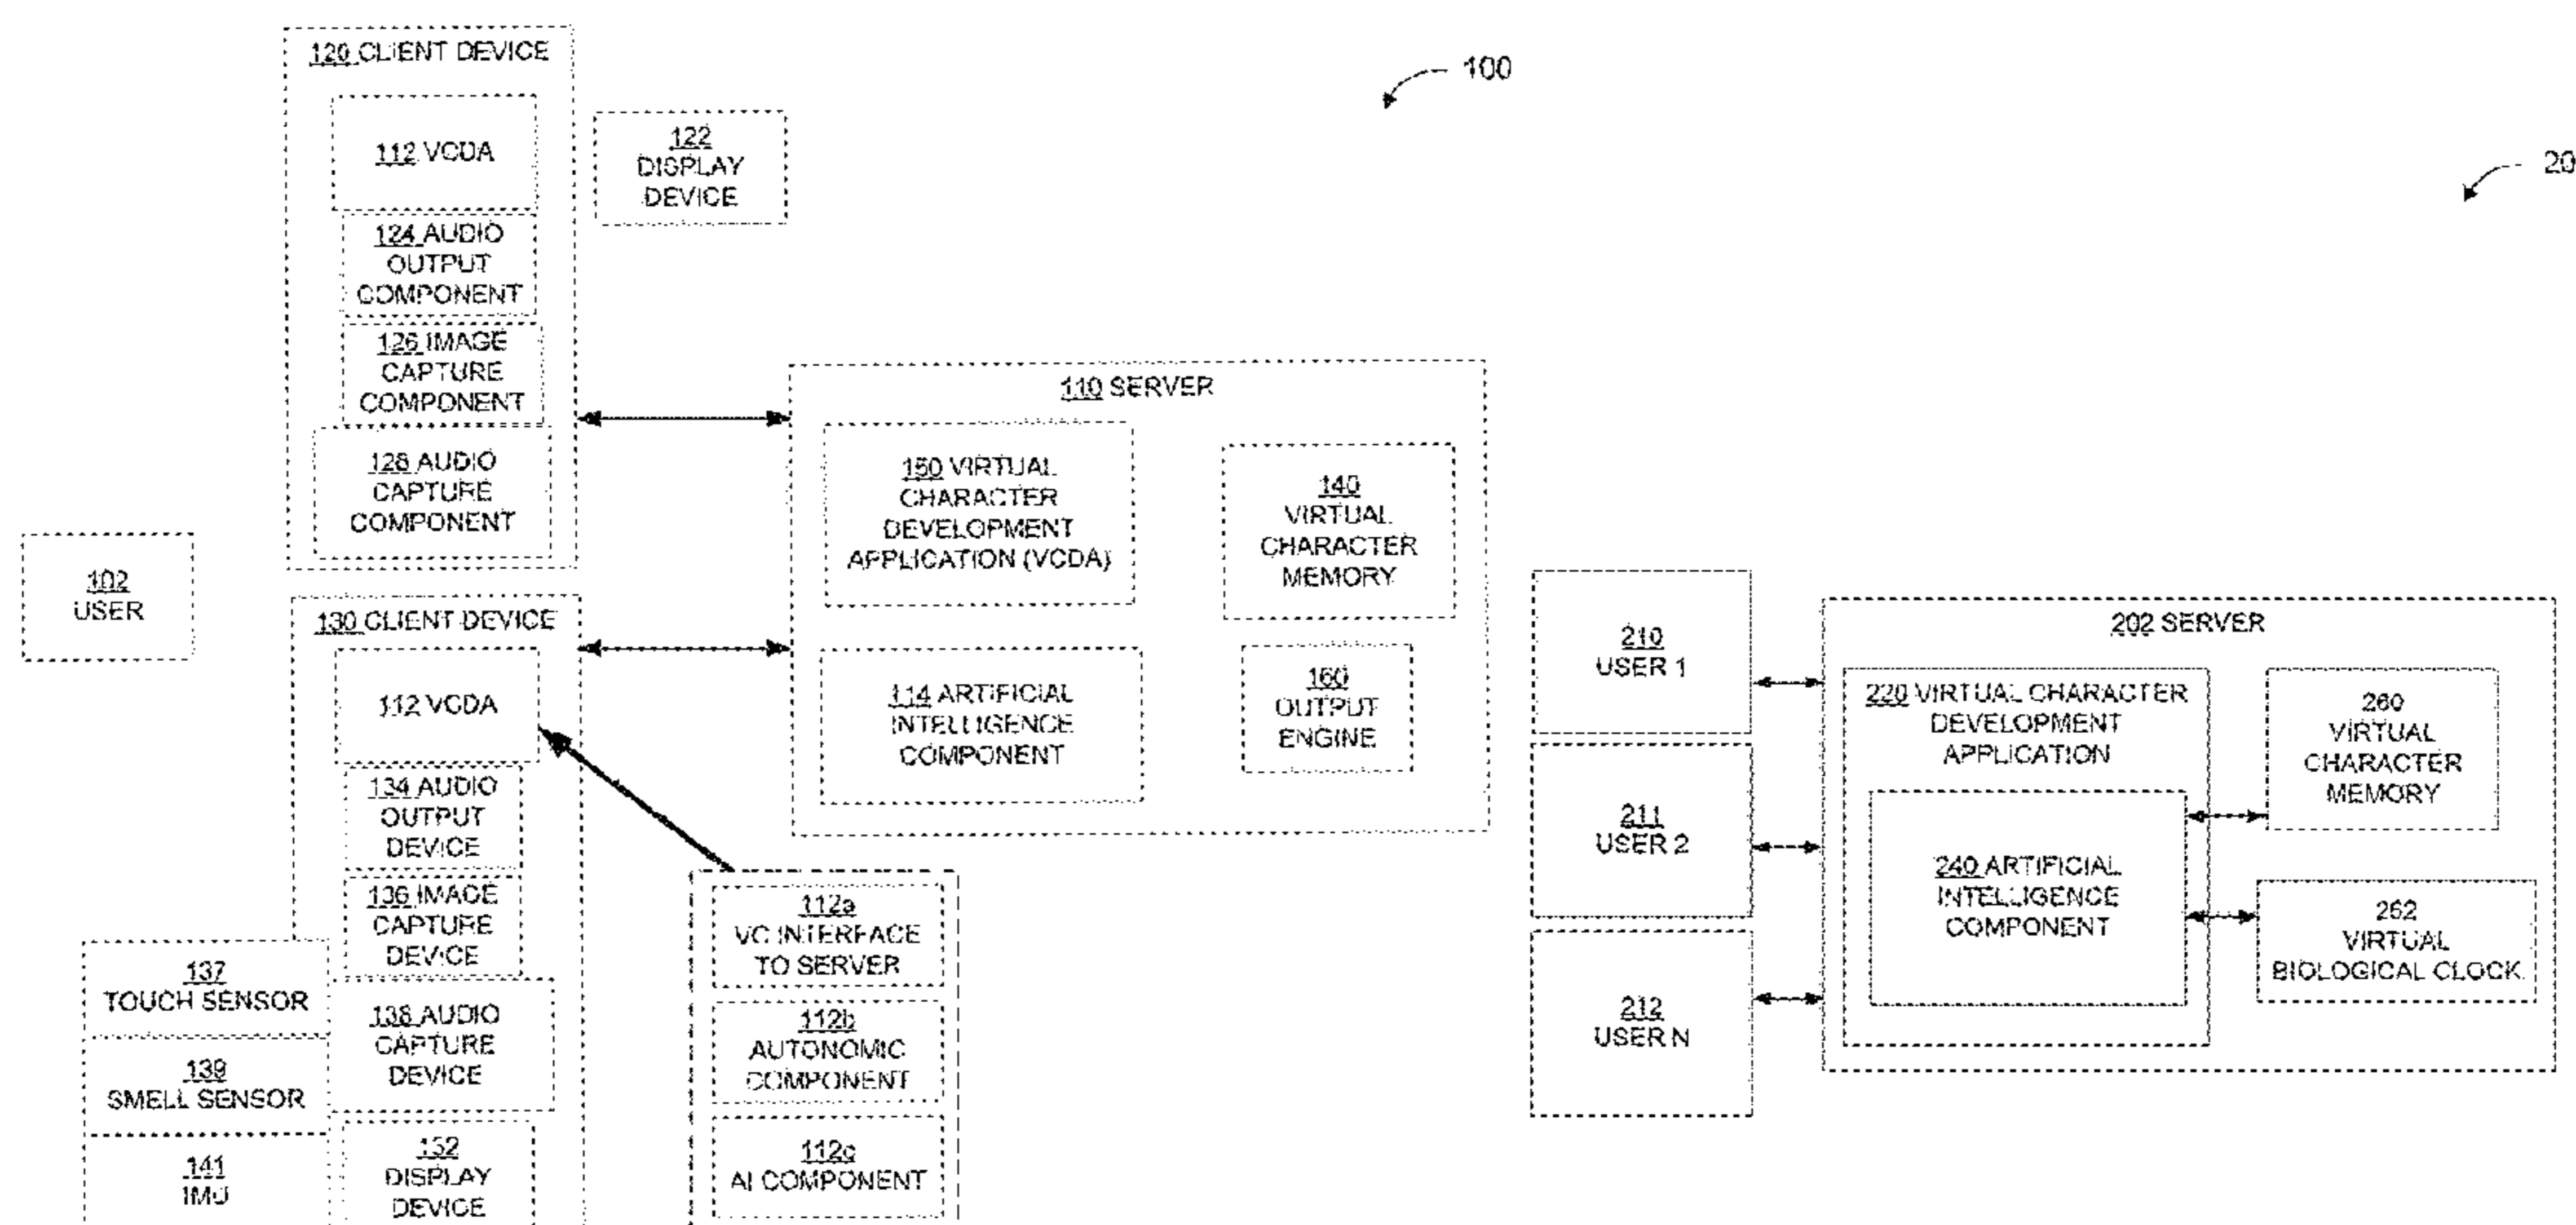 120 CLIENT DEVICE
112 VCDA
124 AUDIO
OUTPUT
COMPONENT
126 IMAGE
CAPTURE
COMPONENT
128 AUDIO
CAPTURE
COMPONENT
122
DISPLAY
DEVICE
100
20
102
USER
110 SERVER
150 VIRTUAL
CHARACTER
DEVELOPMENT
APPLICATION (VCDA)
140
VIRTUAL
CHARACTER
MEMORY
114 ARTIFICIAL
INTELLIGENCE
COMPONENT
160
OUTPUT
ENGINE
130 CLIENT DEVICE
112 VCDA
134 AUDIO
OUTPUT
DEVICE
136 IMAGE
CAPTURE
DEVICE
137
TOUCH SENSOR
138 AUDIO
CAPTURE
DEVICE
139
SMELL SENSOR
141
IMU
132
DISPLAY
DEVICE
112a
VC INTERFACE
TO SERVER
112b
AUTONOMIC
COMPONENT
112c
AI COMPONENT
210
USER 1
211
USER 2
212
USER N
202 SERVER
220 VIRTUAL CHARACTER
DEVELOPMENT
APPLICATION
240 ARTIFICIAL
INTELLIGENCE
COMPONENT
260
VIRTUAL
CHARACTER
MEMORY
262
VIRTUAL
BIOLOGICAL CLOCK